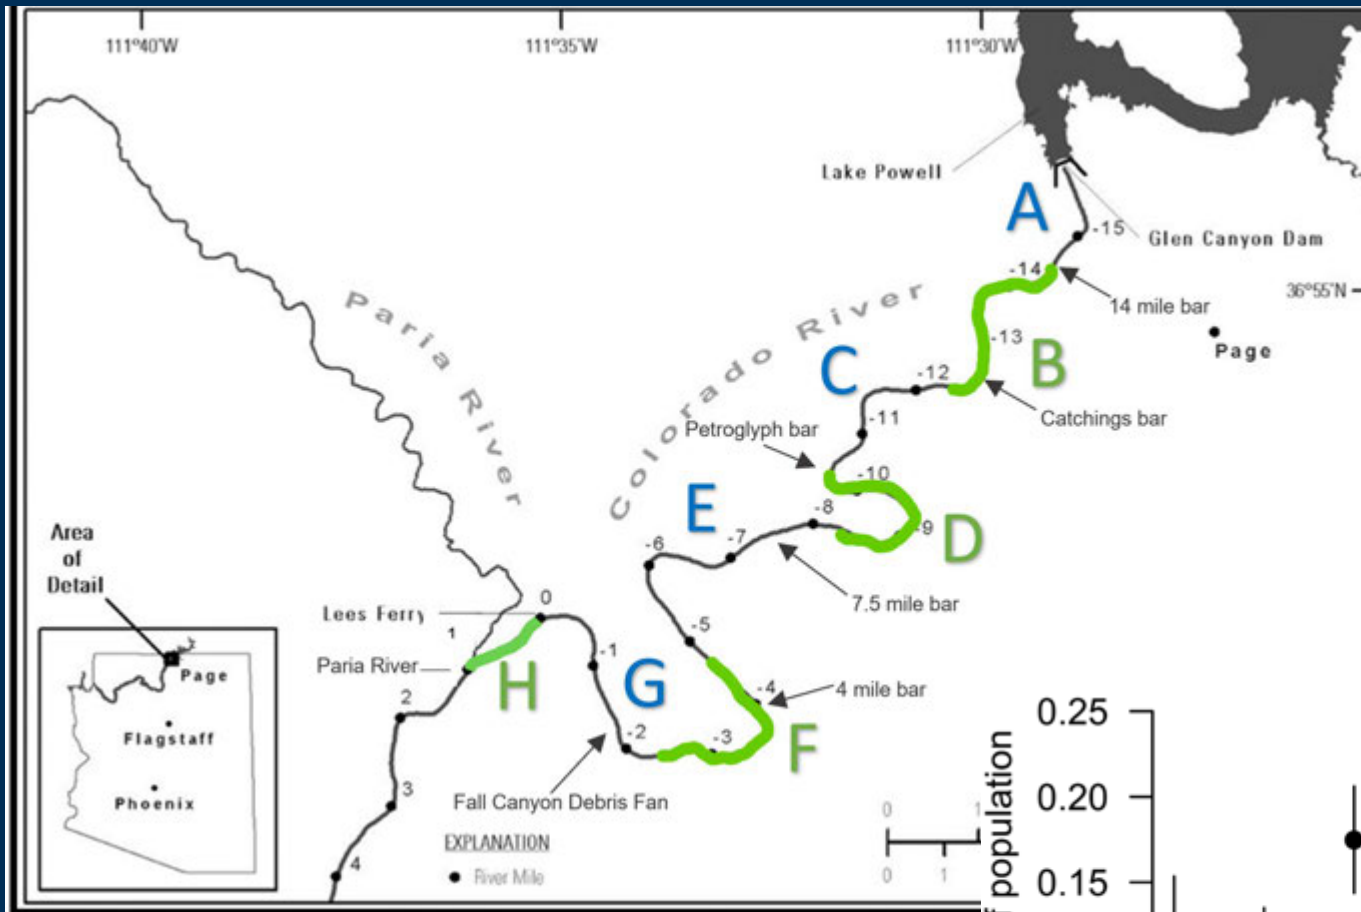 111°40'W
111°35'W
111°30'W
Lake Powell
A
-15
Glen Canyon Dam
-14
36°55'N
14 mile bar
Paria River
Colorado River
-13
Page
B
C
-12
Catchings bar
-11
Petroglyph bar
-10
E
-8
-9
D
-7
-6
7.5 mile bar
Area
of
Detail
0
Lees Ferry
-5
1
-1
Paria River
H
G
-4
4 mile bar
Page
2
-2
-3
F
0.25
Flagstaff
3
Fall Canyon Debris Fan
0.20
Phoenix
EXPLANATION
0
1
4
River Mile
0
1
population
0.15